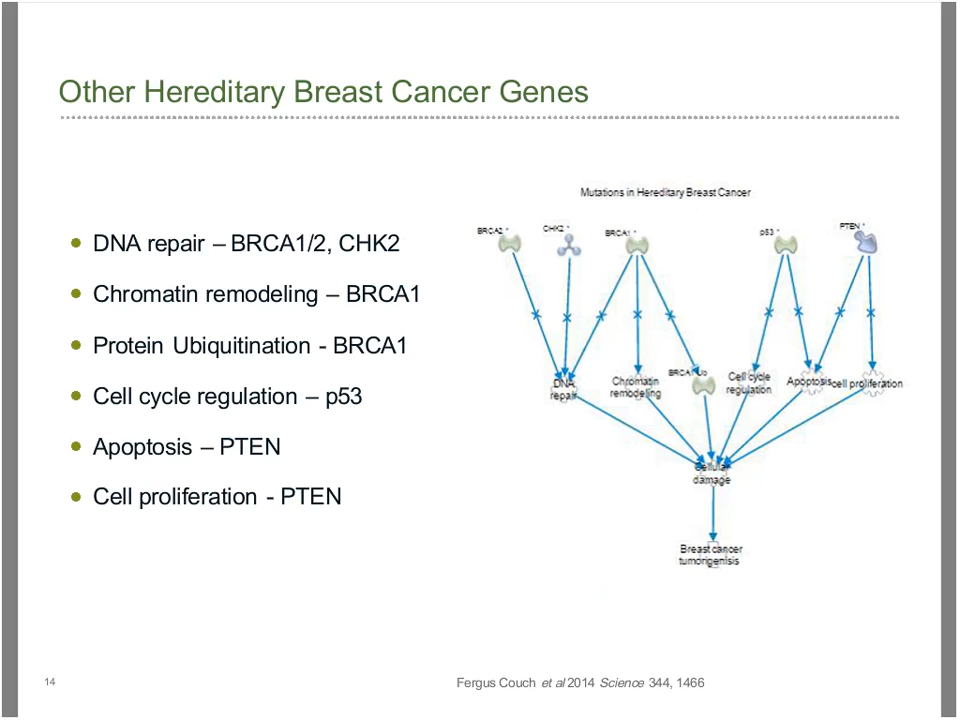 Other Hereditary Breast Cancer Genes
Mutations in Hereditary Breast Cancer
DNA repair – BRCA1/2, CHK2
Chromatin remodeling – BRCA1
Protein Ubiquitination - BRCA1
Cell cycle regulation – p53
Apoptosis – PTEN
Cell proliferation - PTEN
BRCA2 *
CHK2 *
BRCA1 *
p53 *
PTEN *
DNA
repair
Chromatin
remodeling
BRCA1 Ub
Cell cycle
regulation
Apoptosis
cell proliferation
Cellular
damage
Breast cancer
tumorigenisis
14
Fergus Couch et al 2014 Science 344, 1466